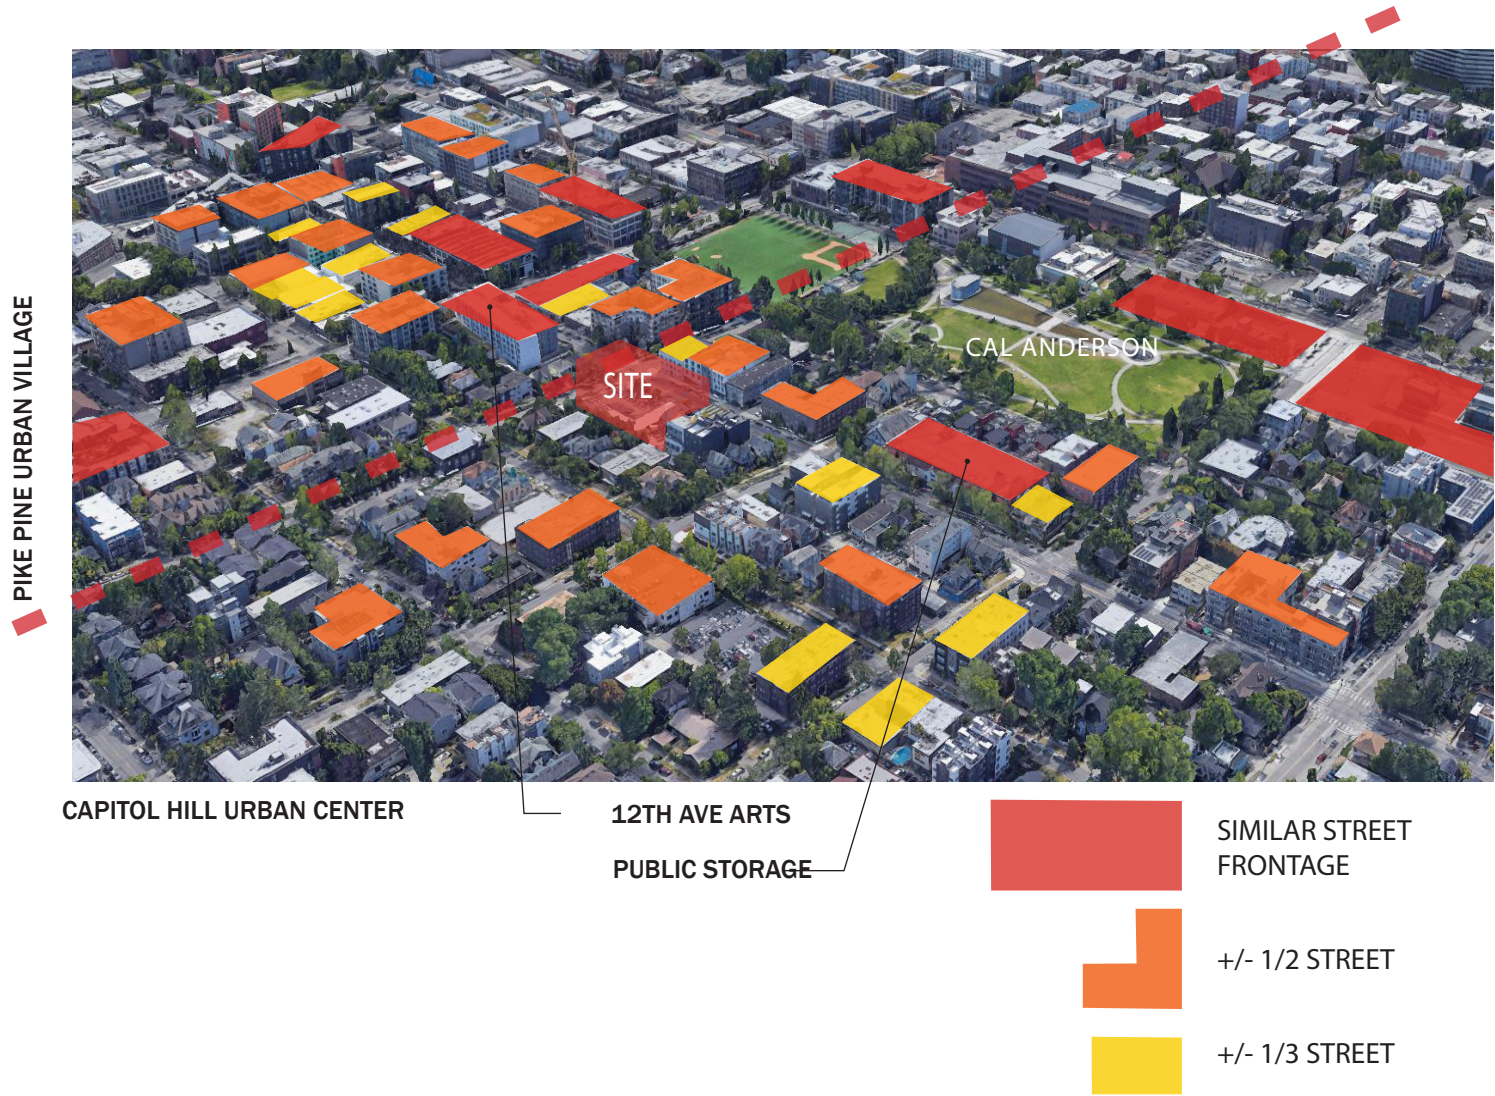 PIKE PINE URBAN VILLAGE
SITE
CAL ANDERSON
CAPITOL HILL URBAN CENTER
12TH AVE ARTS
PUBLIC STORAGE
SIMILAR STREET
FRONTAGE
+/- 1/2 STREET
+/- 1/3 STREET